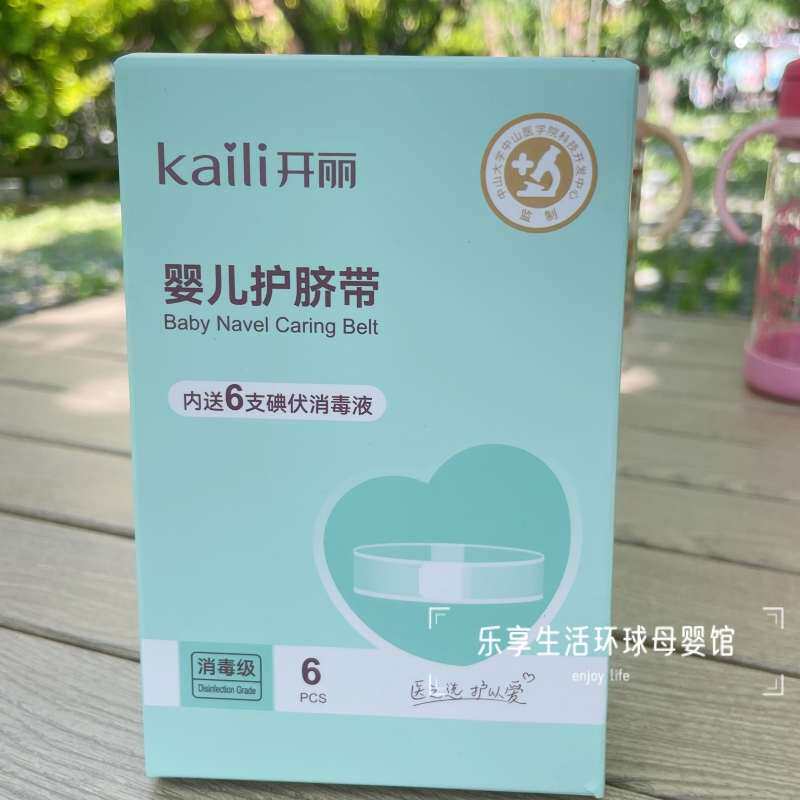 kaili开丽
中山大学中山医学院科技开发中心
监制
婴儿护脐带
Baby Navel Caring Belt
内送6支碘伏消毒液
乐享生活环球母婴馆
enjoy life
消毒级
Disinfection Grade
6
PCS
医之选 护以爱